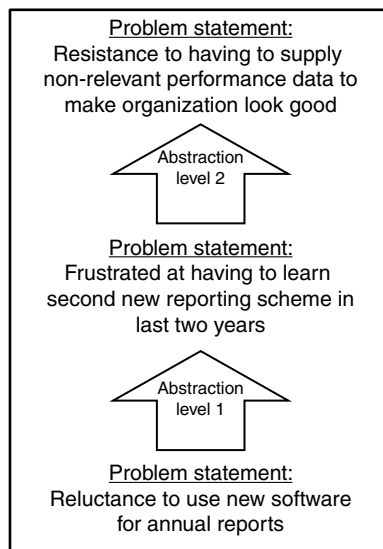 Problem statement:
Resistance to having to supply
non-relevant performance data to
make organization look good
Abstraction
level 2
Problem statement:
Frustrated at having to learn
second new reporting scheme in
last two years
Abstraction
level 1
Problem statement:
Reluctance to use new software
for annual reports